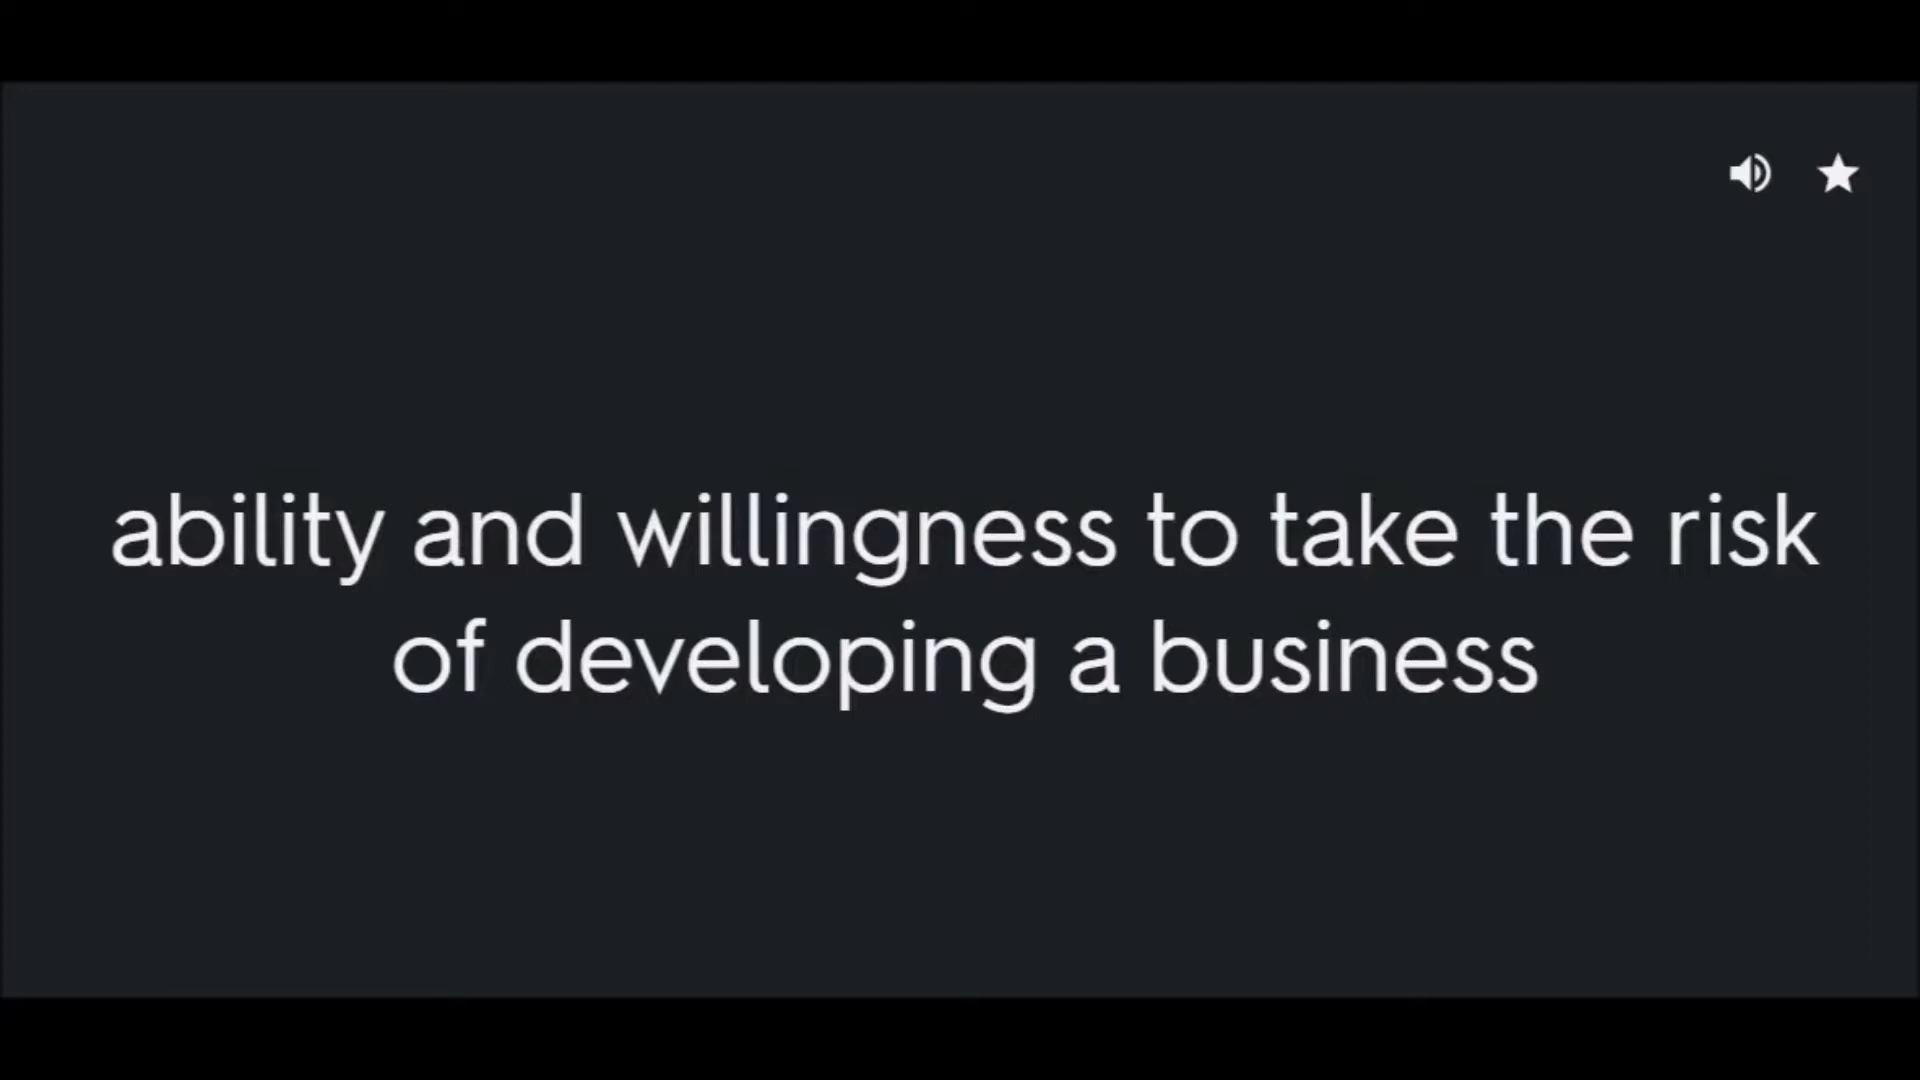 ability and willingness to take the risk
of developing a business